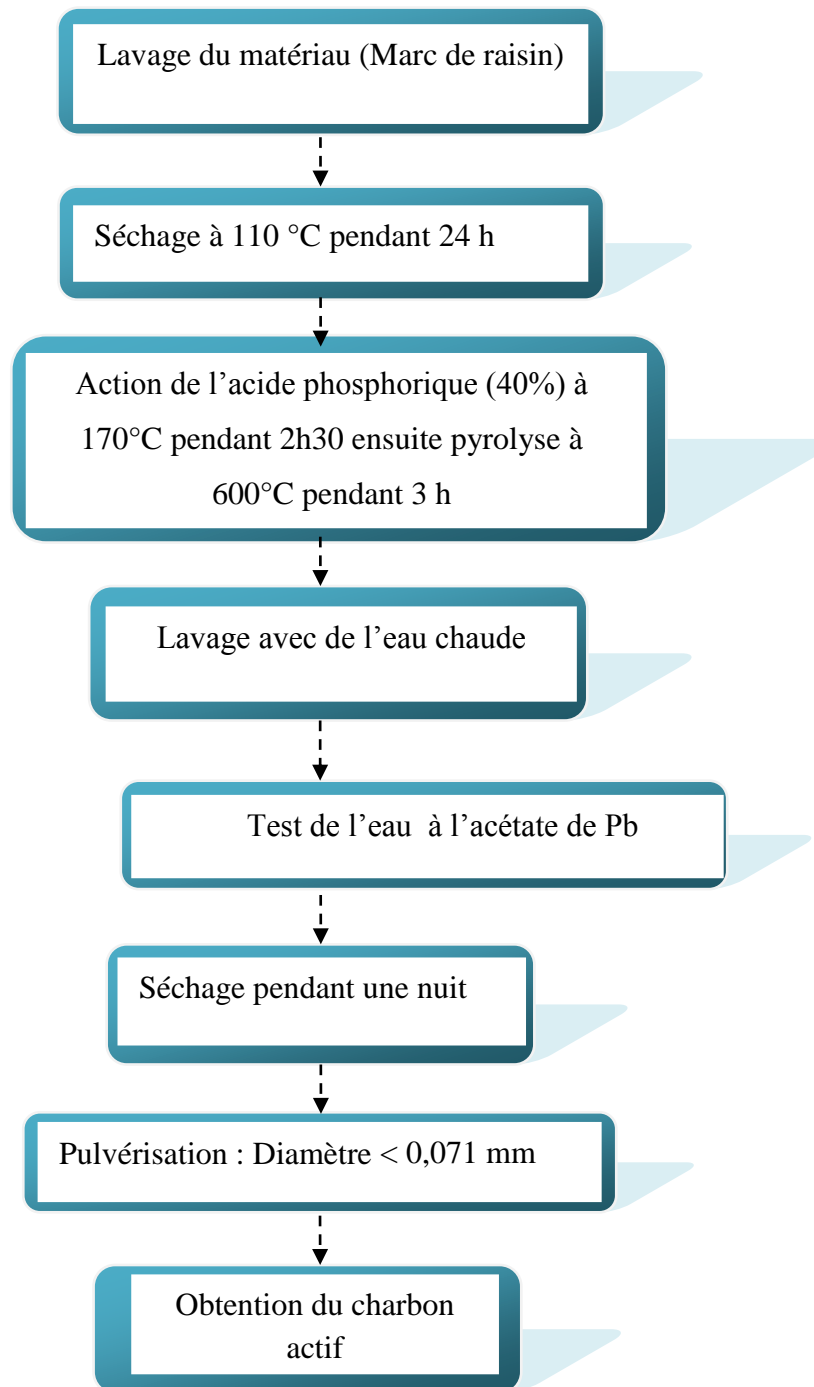 Lavage du matériau (Marc de raisin)
Séchage à 110 °C pendant 24 h
Action de l’acide phosphorique (40%) à
170°C pendant 2h30 ensuite pyrolyse à
600°C pendant 3 h
Lavage avec de l’eau chaude
Test de l’eau à l’acétate de Pb
Séchage pendant une nuit
Pulvérisation : Diamètre < 0,071 mm
Obtention du charbon
actif